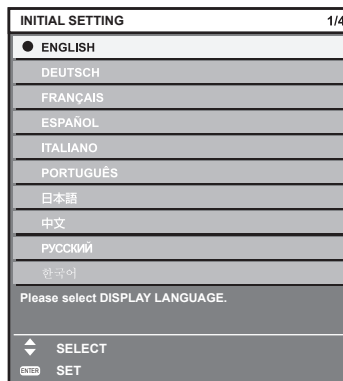 INITIAL SETTING 1/4
ENGLISH
DEUTSCH
FRANÇAIS
ESPAÑOL
ITALIANO
PORTUGUÊS
日本語
中文
РУССКИЙ
한국어
Please select DISPLAY LANGUAGE.
SELECT
ENTER SET